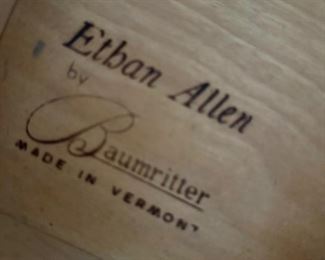 Ethan Allen
by
Baumritter
MADE IN VERMONT